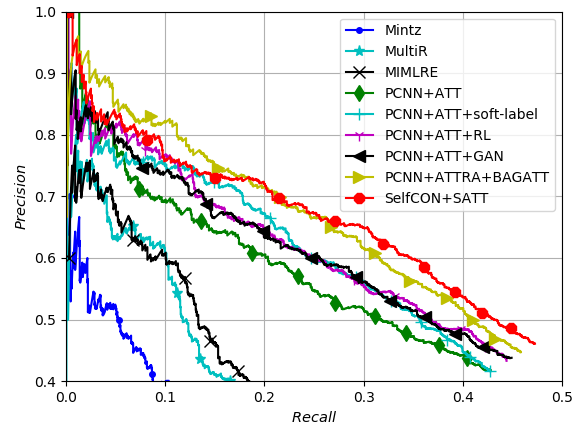 1.0
0.9
0.8
0.7
0.6
0.5
0.4
Precision
Mintz
MultiR
MIMLRE
PCNN+ATT
PCNN+ATT+soft-label
PCNN+ATT+RL
PCNN+ATT+GAN
PCNN+ATTRA+BAGATT
SelfCON+SATT
0.0 0.1 0.2 0.3 0.4 0.5
Recall